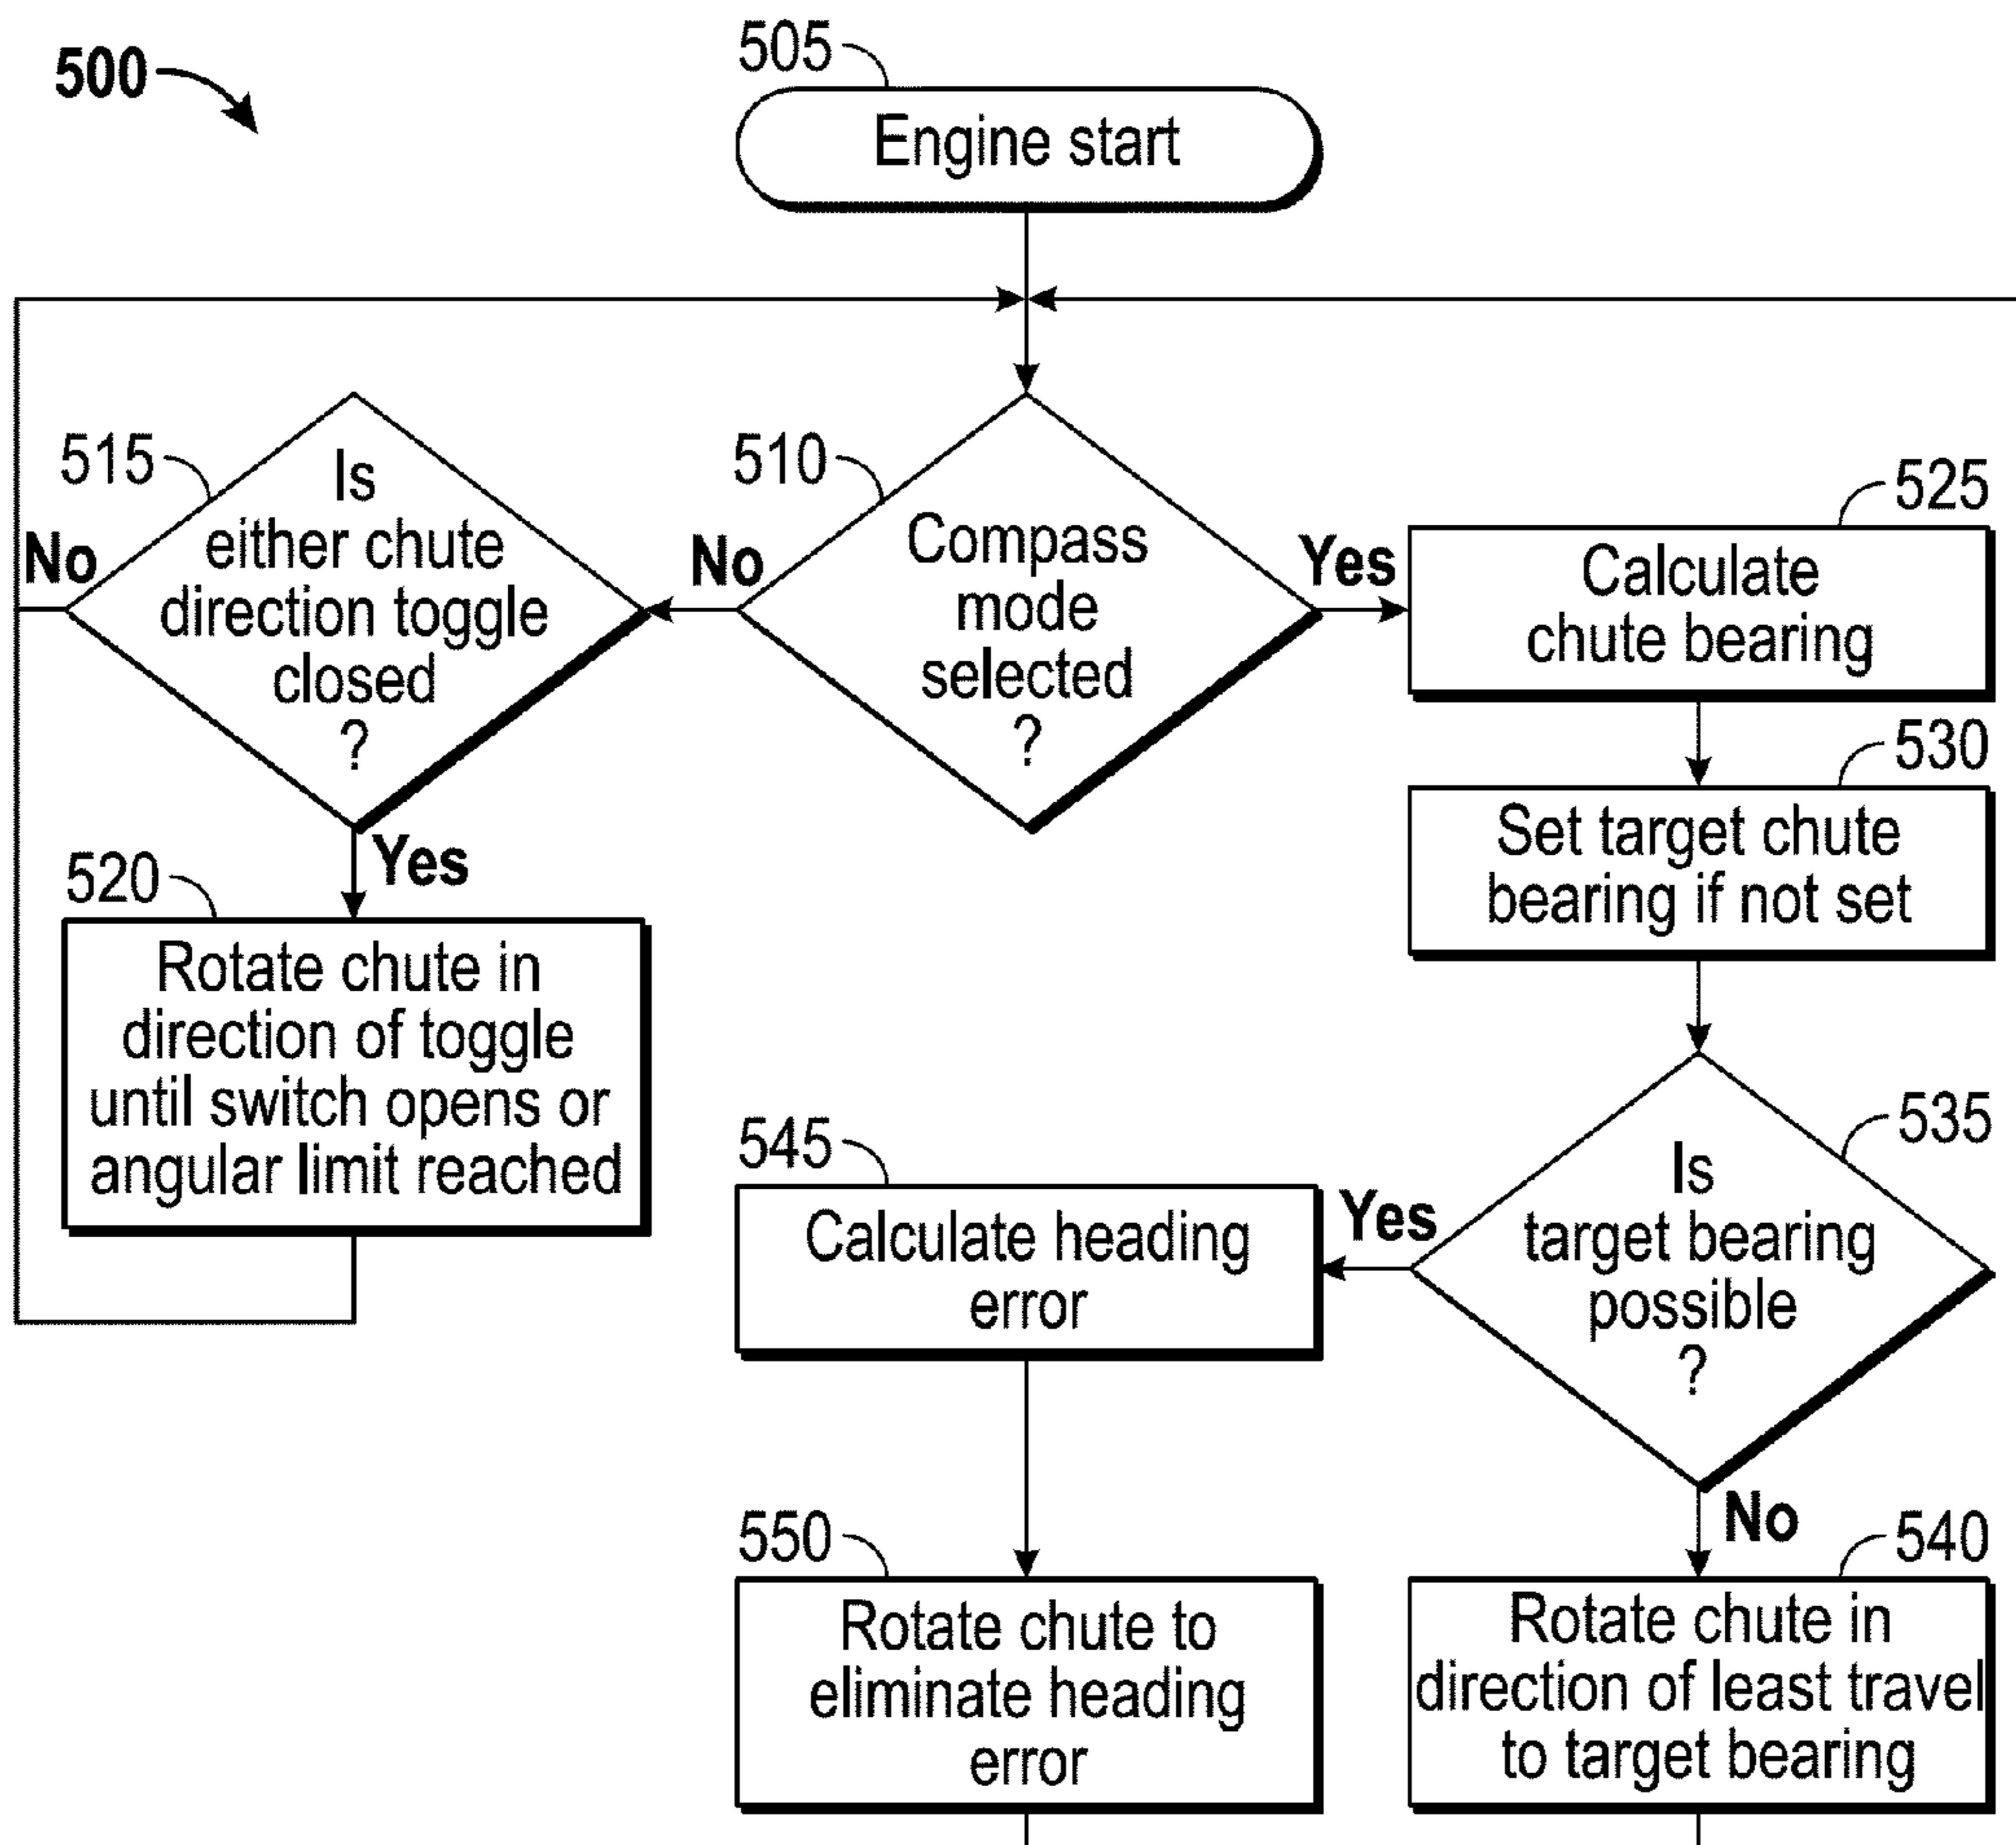 500
505
Engine start
515
Is
either chute
direction toggle
closed
?
No
Yes
510
Compass
mode
selected
?
No
Yes
525
Calculate
chute bearing
530
Set target chute
bearing if not set
520
Rotate chute in
direction of toggle
until switch opens or
angular limit reached
535
Is
target bearing
possible
?
Yes
No
545
Calculate heading
error
550
Rotate chute to
eliminate heading
error
540
Rotate chute in
direction of least travel
to target bearing